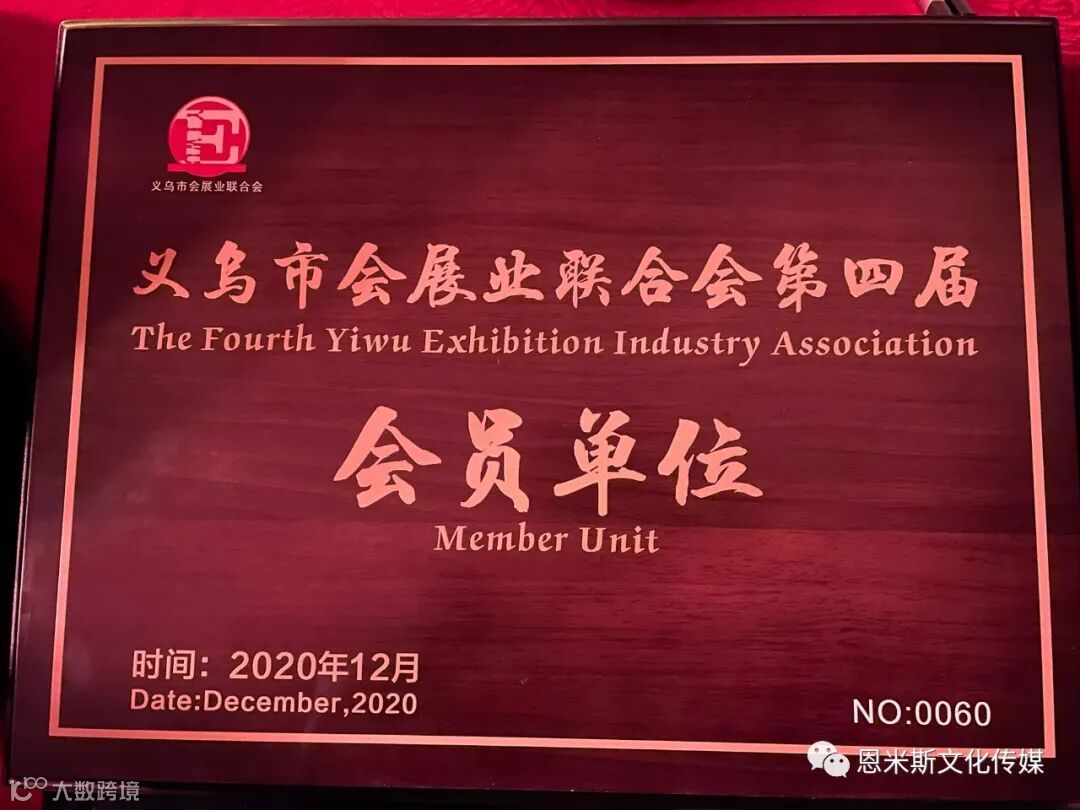 义乌市会展业联合会
义乌市会展业联合会第四届
The Fourth Yiwu Exhibition Industry Association
会员单位
Member Unit
时间：2020年12月
Date:December,2020
NO:0060
恩米斯文化传媒
大数跨境